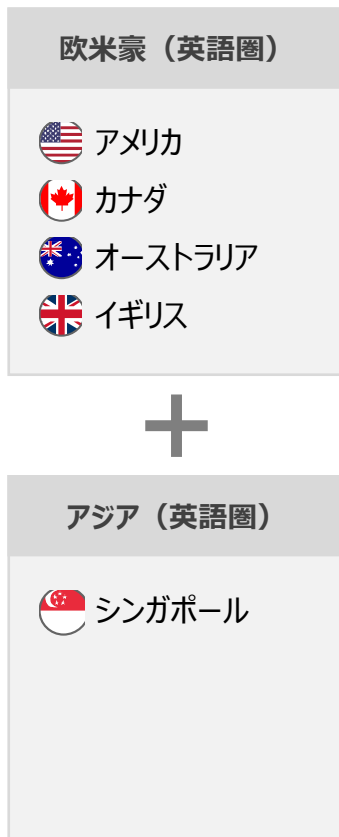 欧米豪（英語圏）
アメリカ
カナダ
オーストラリア
イギリス
アジア（英語圏）
シンガポール